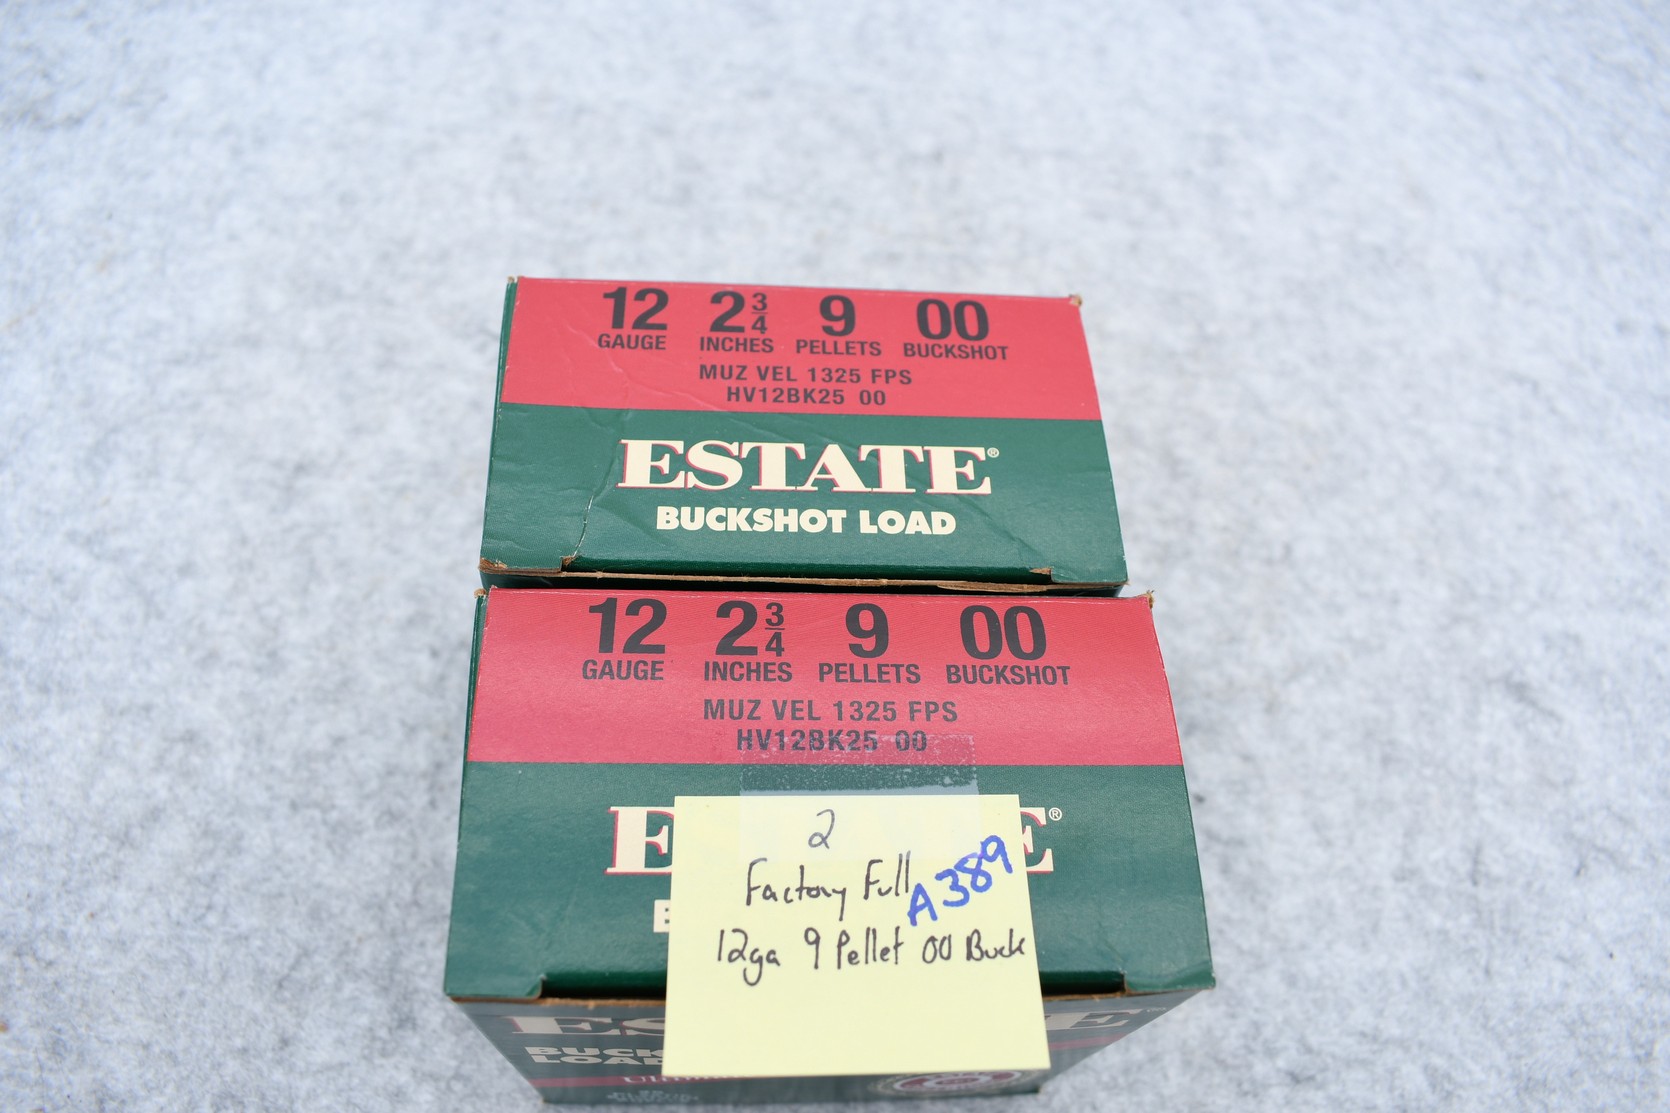 12 2 3/4 9 00
GAUGE INCHES PELLETS BUCKSHOT
MUZ VEL 1325 FPS
HV12BK25 00
ESTATE®
BUCKSHOT LOAD
12 2 3/4 9 00
GAUGE INCHES PELLETS BUCKSHOT
MUZ VEL 1325 FPS
HV12BK25 00
®
2
Factory Full
A389
12ga 9 Pellet 00 Buck